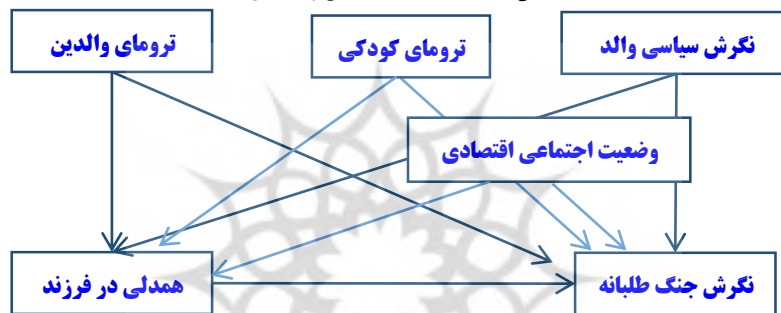 نگرش سیاسی والد
ترومای کودکی
ترومای والدین
وضعیت اجتماعی اقتصادی
نگرش جنگ طلبانه
همدلی در فرزند